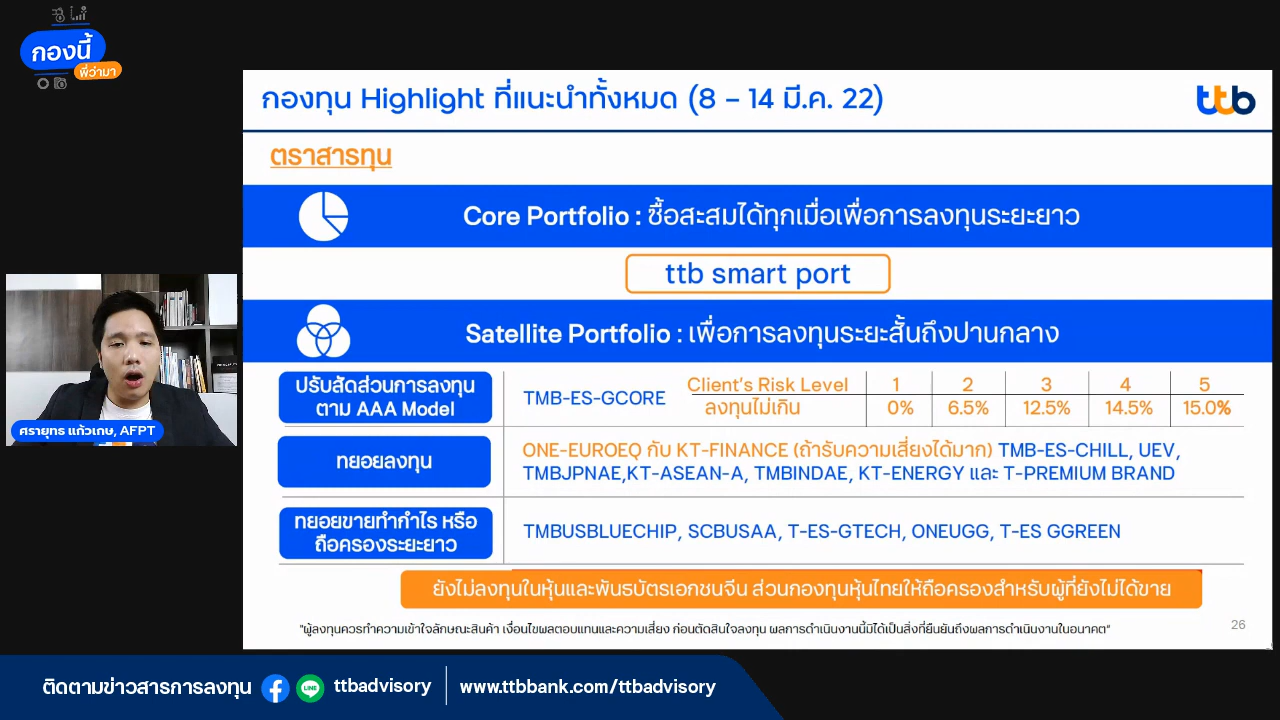 กองนี้
พี่ว่ามา
กองทุน Highlight ที่แนะนำทั้งหมด (8 – 14 มี.ค. 22)
ttb
ตราสารทุน
Core Portfolio : ซื้อสะสมได้ทุกเมื่อเพื่อการลงทุนระยะยาว
ttb smart port
Satellite Portfolio : เพื่อการลงทุนระยะสั้นถึงปานกลาง
ปรับสัดส่วนการลงทุน
ตาม AAA Model
TMB-ES-GCORE
Client's Risk Level 1 2 3 4 5
ลงทุนไม่เกิน 0% 6.5% 12.5% 14.5% 15.0%
ทยอยลงทุน
ONE-EUROEQ กับ KT-FINANCE (ถ้ารับความเสี่ยงได้มาก) TMB-ES-CHILL, UEV,
TMBJPNAE,KT-ASEAN-A, TMBINDAE, KT-ENERGY และ T-PREMIUM BRAND
ทยอยขายทำกำไร หรือ
ถือครองระยะยาว
TMBUSBLUECHIP, SCBUSAA, T-ES-GTECH, ONEUGG, T-ES GGREEN
ยังไม่ลงทุนในหุ้นและพันธบัตรเอกชนจีน ส่วนกองทุนหุ้นไทยให้ถือครองสำหรับผู้ที่ยังไม่ได้ขาย
"ผู้ลงทุนควรทำความเข้าใจลักษณะสินค้า เงื่อนไขผลตอบแทนและความเสี่ยง ก่อนตัดสินใจลงทุน ผลการดำเนินงานนี้มิได้เป็นสิ่งที่ยืนยันถึงผลการดำเนินงานในอนาคต"
26
ศรายุทธ แก้วเกษ, AFPT
ติดตามข่าวสารการลงทุน
LINE
ttbadvisory
www.ttbbank.com/ttbadvisory